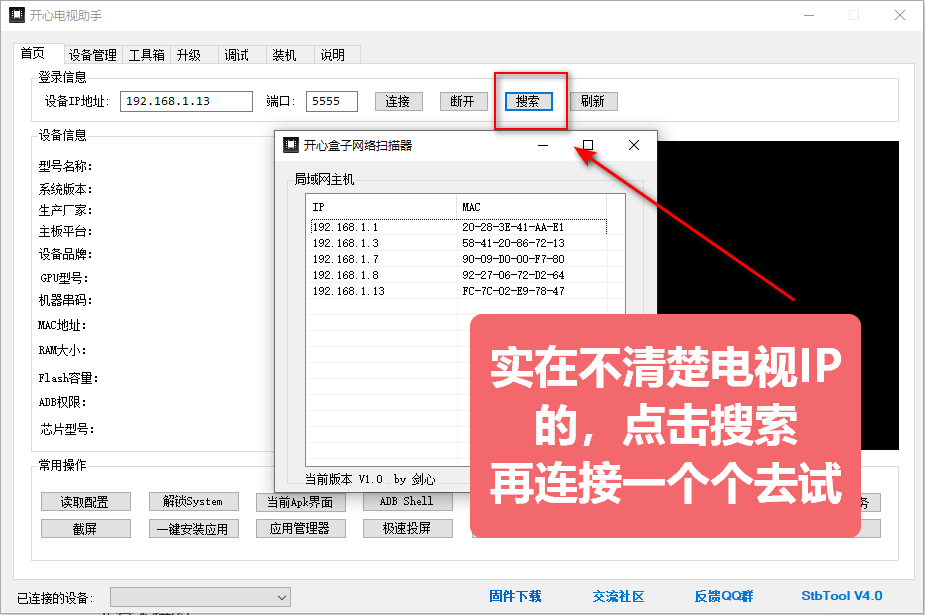 开心电视助手
首页 设备管理 工具箱 升级 调试 装机 说明
登录信息
设备IP地址: 192.168.1.13 端口: 5555 连接 断开 搜索 刷新
设备信息
型号名称:
系统版本:
生产厂家:
主板平台:
设备品牌:
GPU型号:
机器串码:
MAC地址:
RAM大小:
Flash容量:
ADB权限:
芯片型号:
开心盒子网络扫描器
局域网主机
IP MAC
192.168.1.1 20-28-3E-41-AA-E1
192.168.1.3 58-41-20-86-72-13
192.168.1.7 90-09-D0-00-F7-80
192.168.1.8 92-27-06-72-D2-64
192.168.1.13 FC-7C-02-E9-78-47
当前版本 V1.0 by 剑心
实在不清楚电视IP
的，点击搜索
再连接一个个去试
常用操作
读取配置 解锁System 当前Apk界面 ADB Shell
截屏 一键安装应用 应用管理器 极速投屏
已连接的设备: 固件下载 交流社区 反馈QQ群 StbTool V4.0